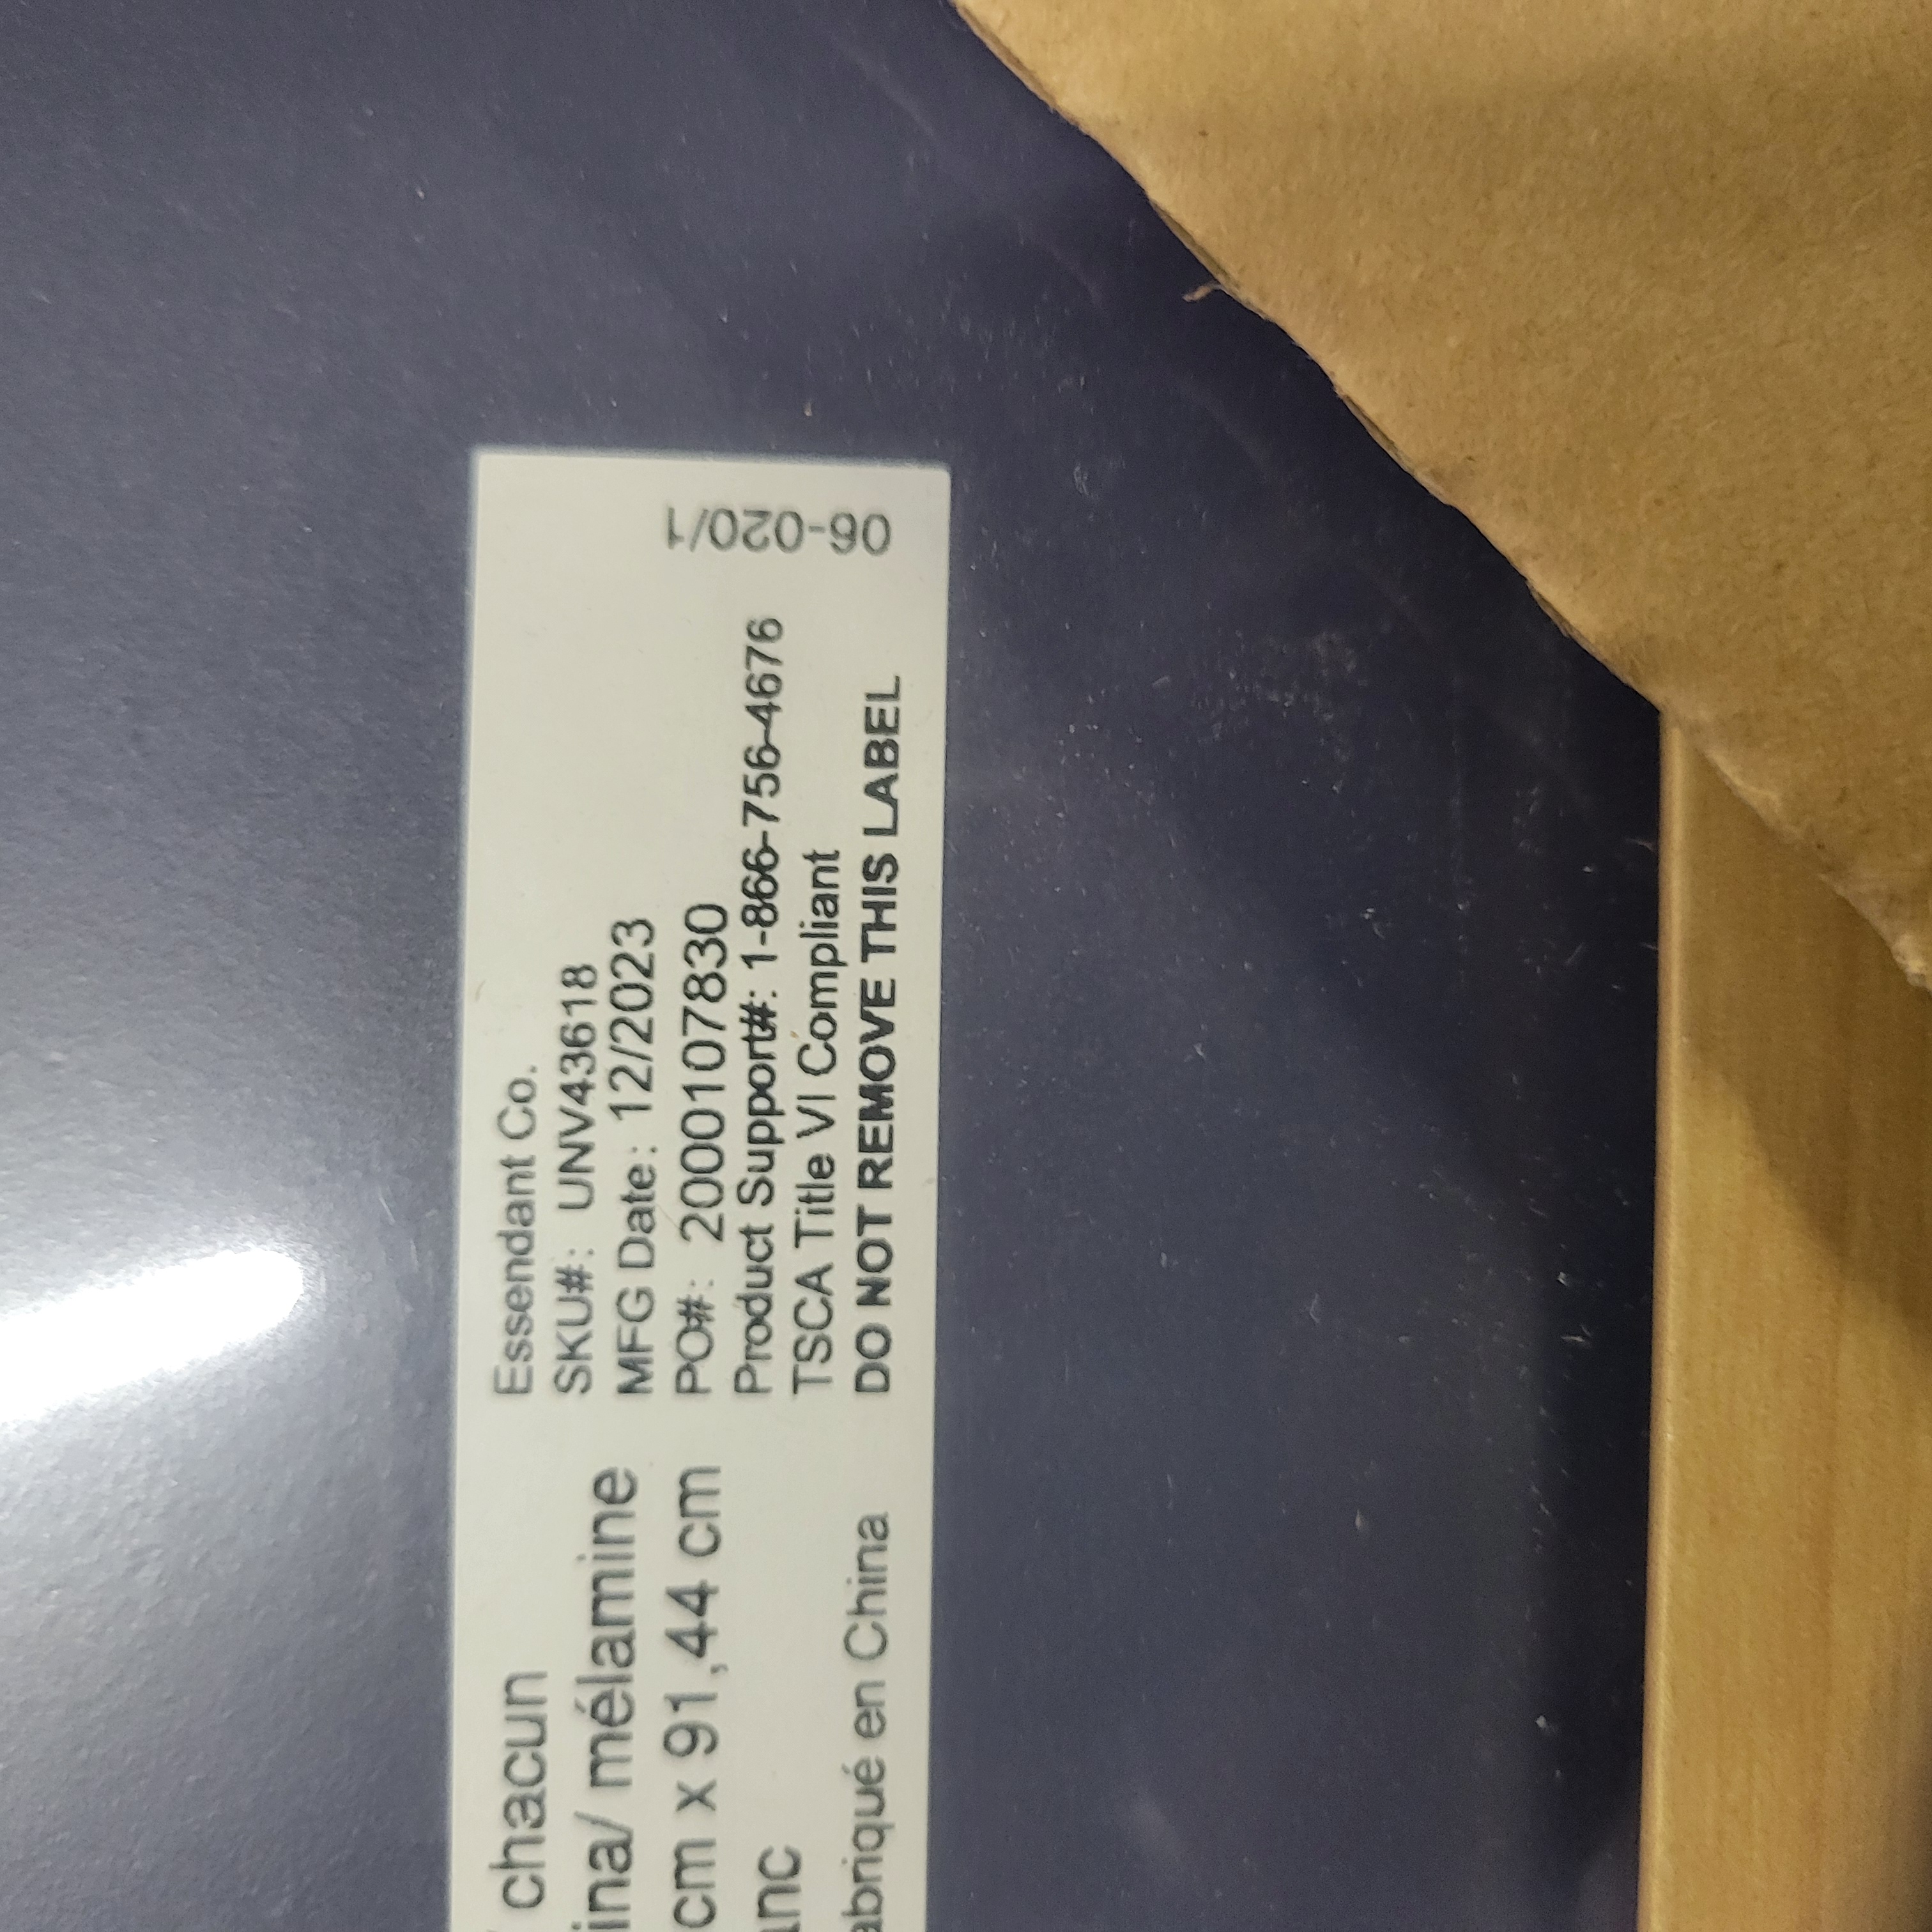 chacun
ina/ mélamine
cm x 91,44 cm
anc
abriqué en China
Essendant Co.
SKU#: UNV43618
MFG Date: 12/2023
PO#: 2000107830
Product Support#: 1-866-756-4676
TSCA Title VI Compliant
DO NOT REMOVE THIS LABEL
06-020/1